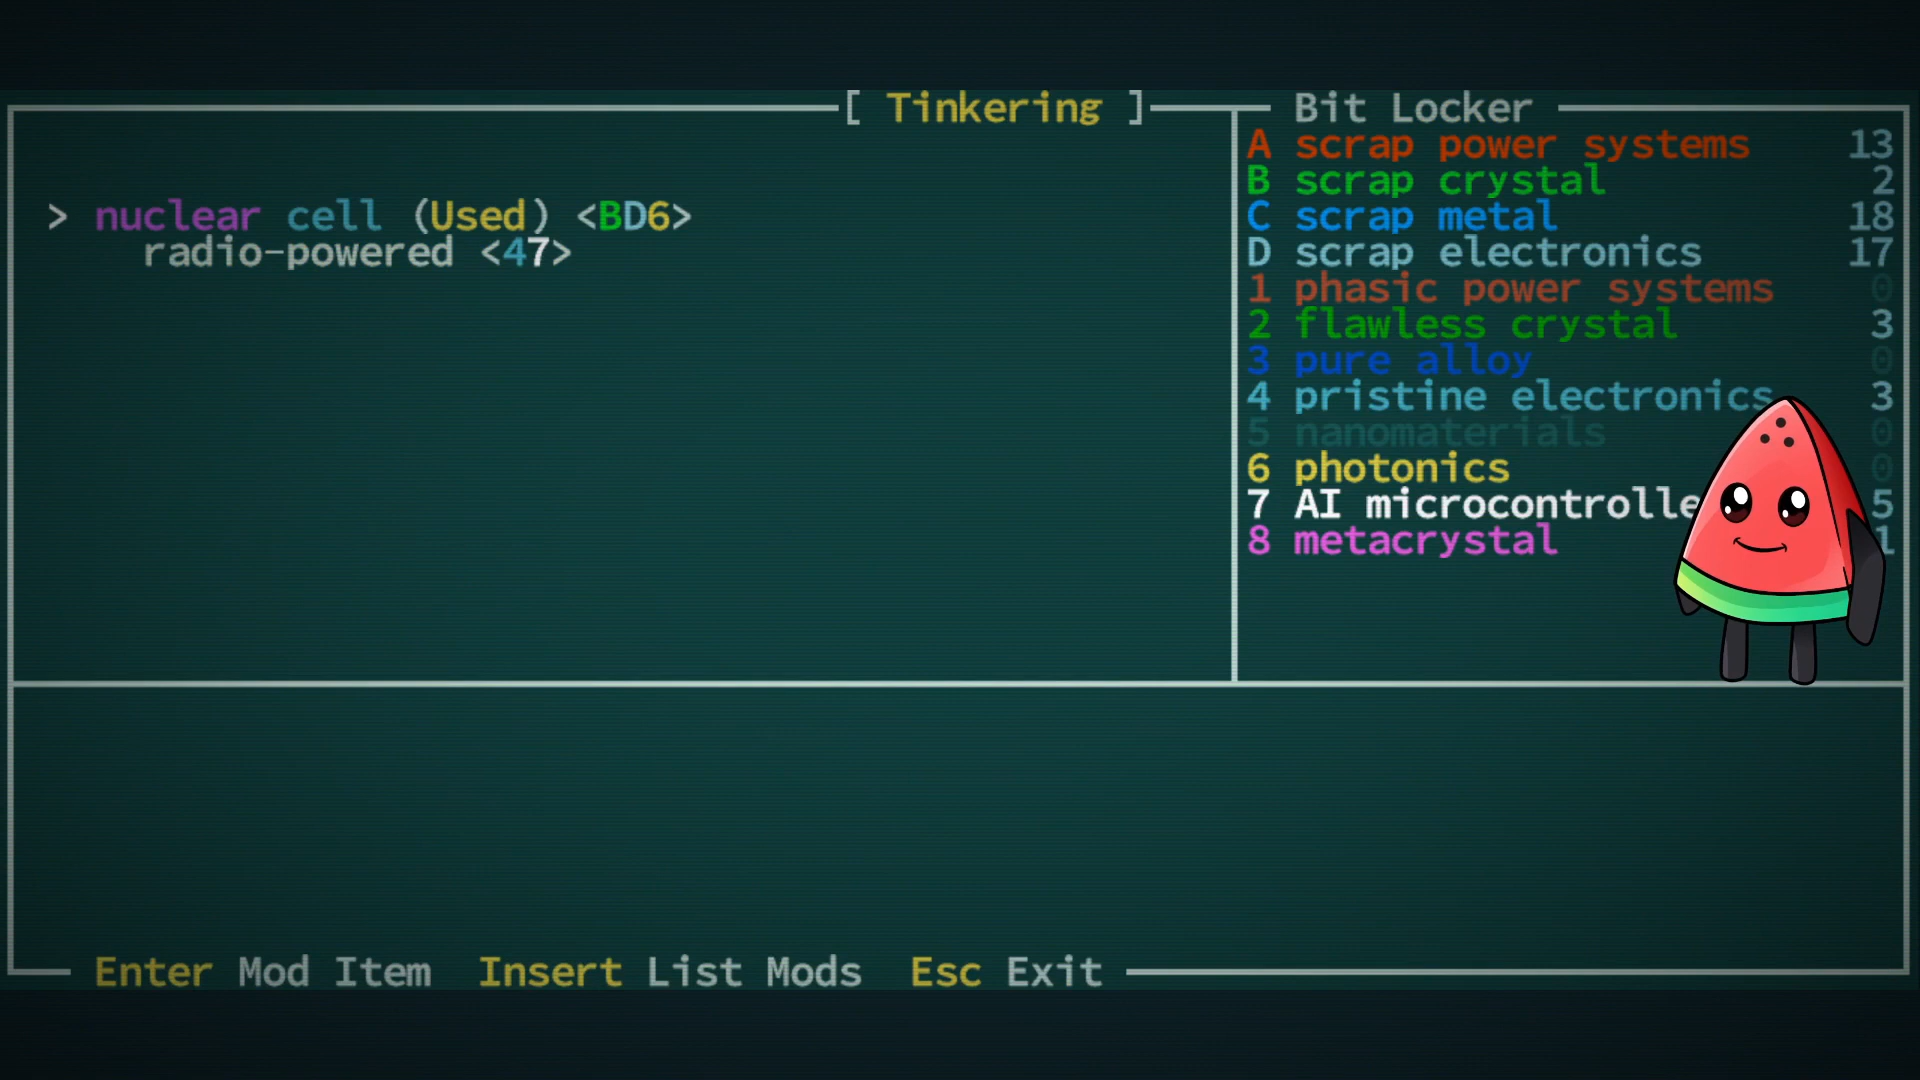 [ Tinkering ]
> nuclear cell (Used) <BD6>
radio-powered <47>
Bit Locker
A scrap power systems 13
B scrap crystal 2
C scrap metal 18
D scrap electronics 17
1 phasic power systems 0
2 flawless crystal 3
3 pure alloy 0
4 pristine electronics 3
5 nanomaterials 0
6 photonics 0
7 AI microcontrolle 5
8 metacrystal 1
Enter Mod Item Insert List Mods Esc Exit